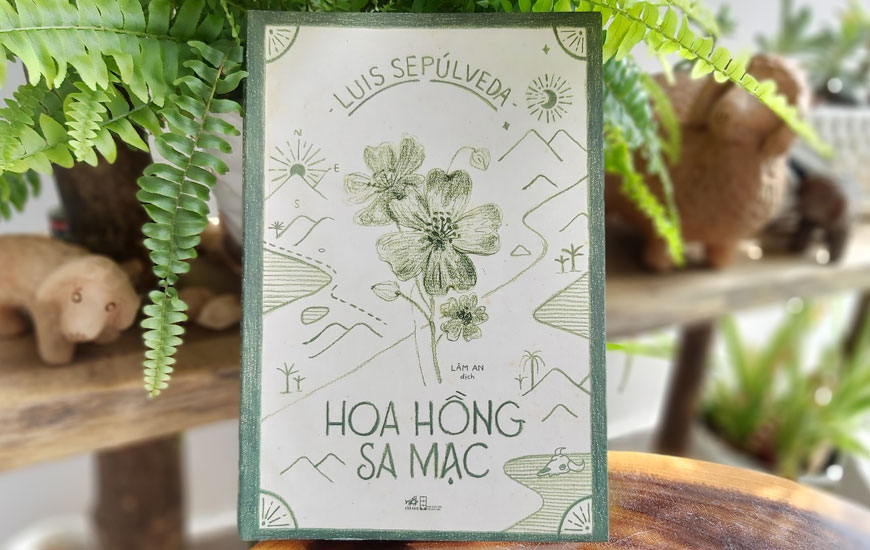 LUIS SEPÚLVEDA
N
E
S
LÂM AN
dịch
HOA HỒNG
SA MẠC